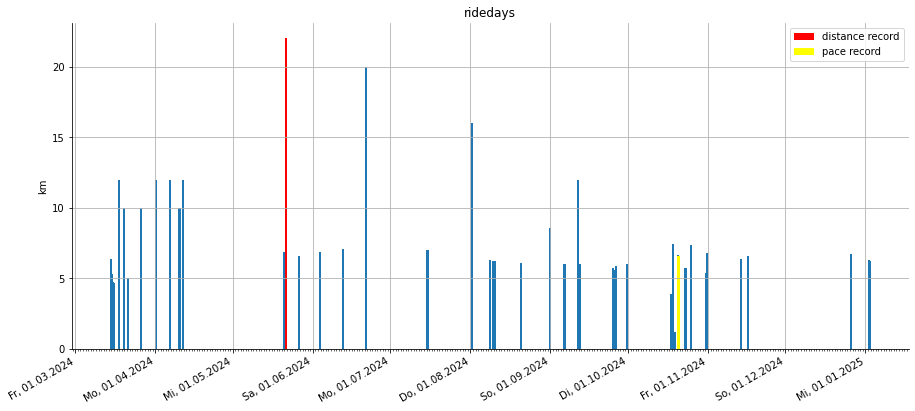 ridedays
distance record
pace record
km
20
15
10
5
0
Fr, 01.03.2024
Mo, 01.04.2024
Mi, 01.05.2024
Sa, 01.06.2024
Mo, 01.07.2024
Do, 01.08.2024
So, 01.09.2024
Di, 01.10.2024
Fr, 01.11.2024
So, 01.12.2024
Mi, 01.01.2025